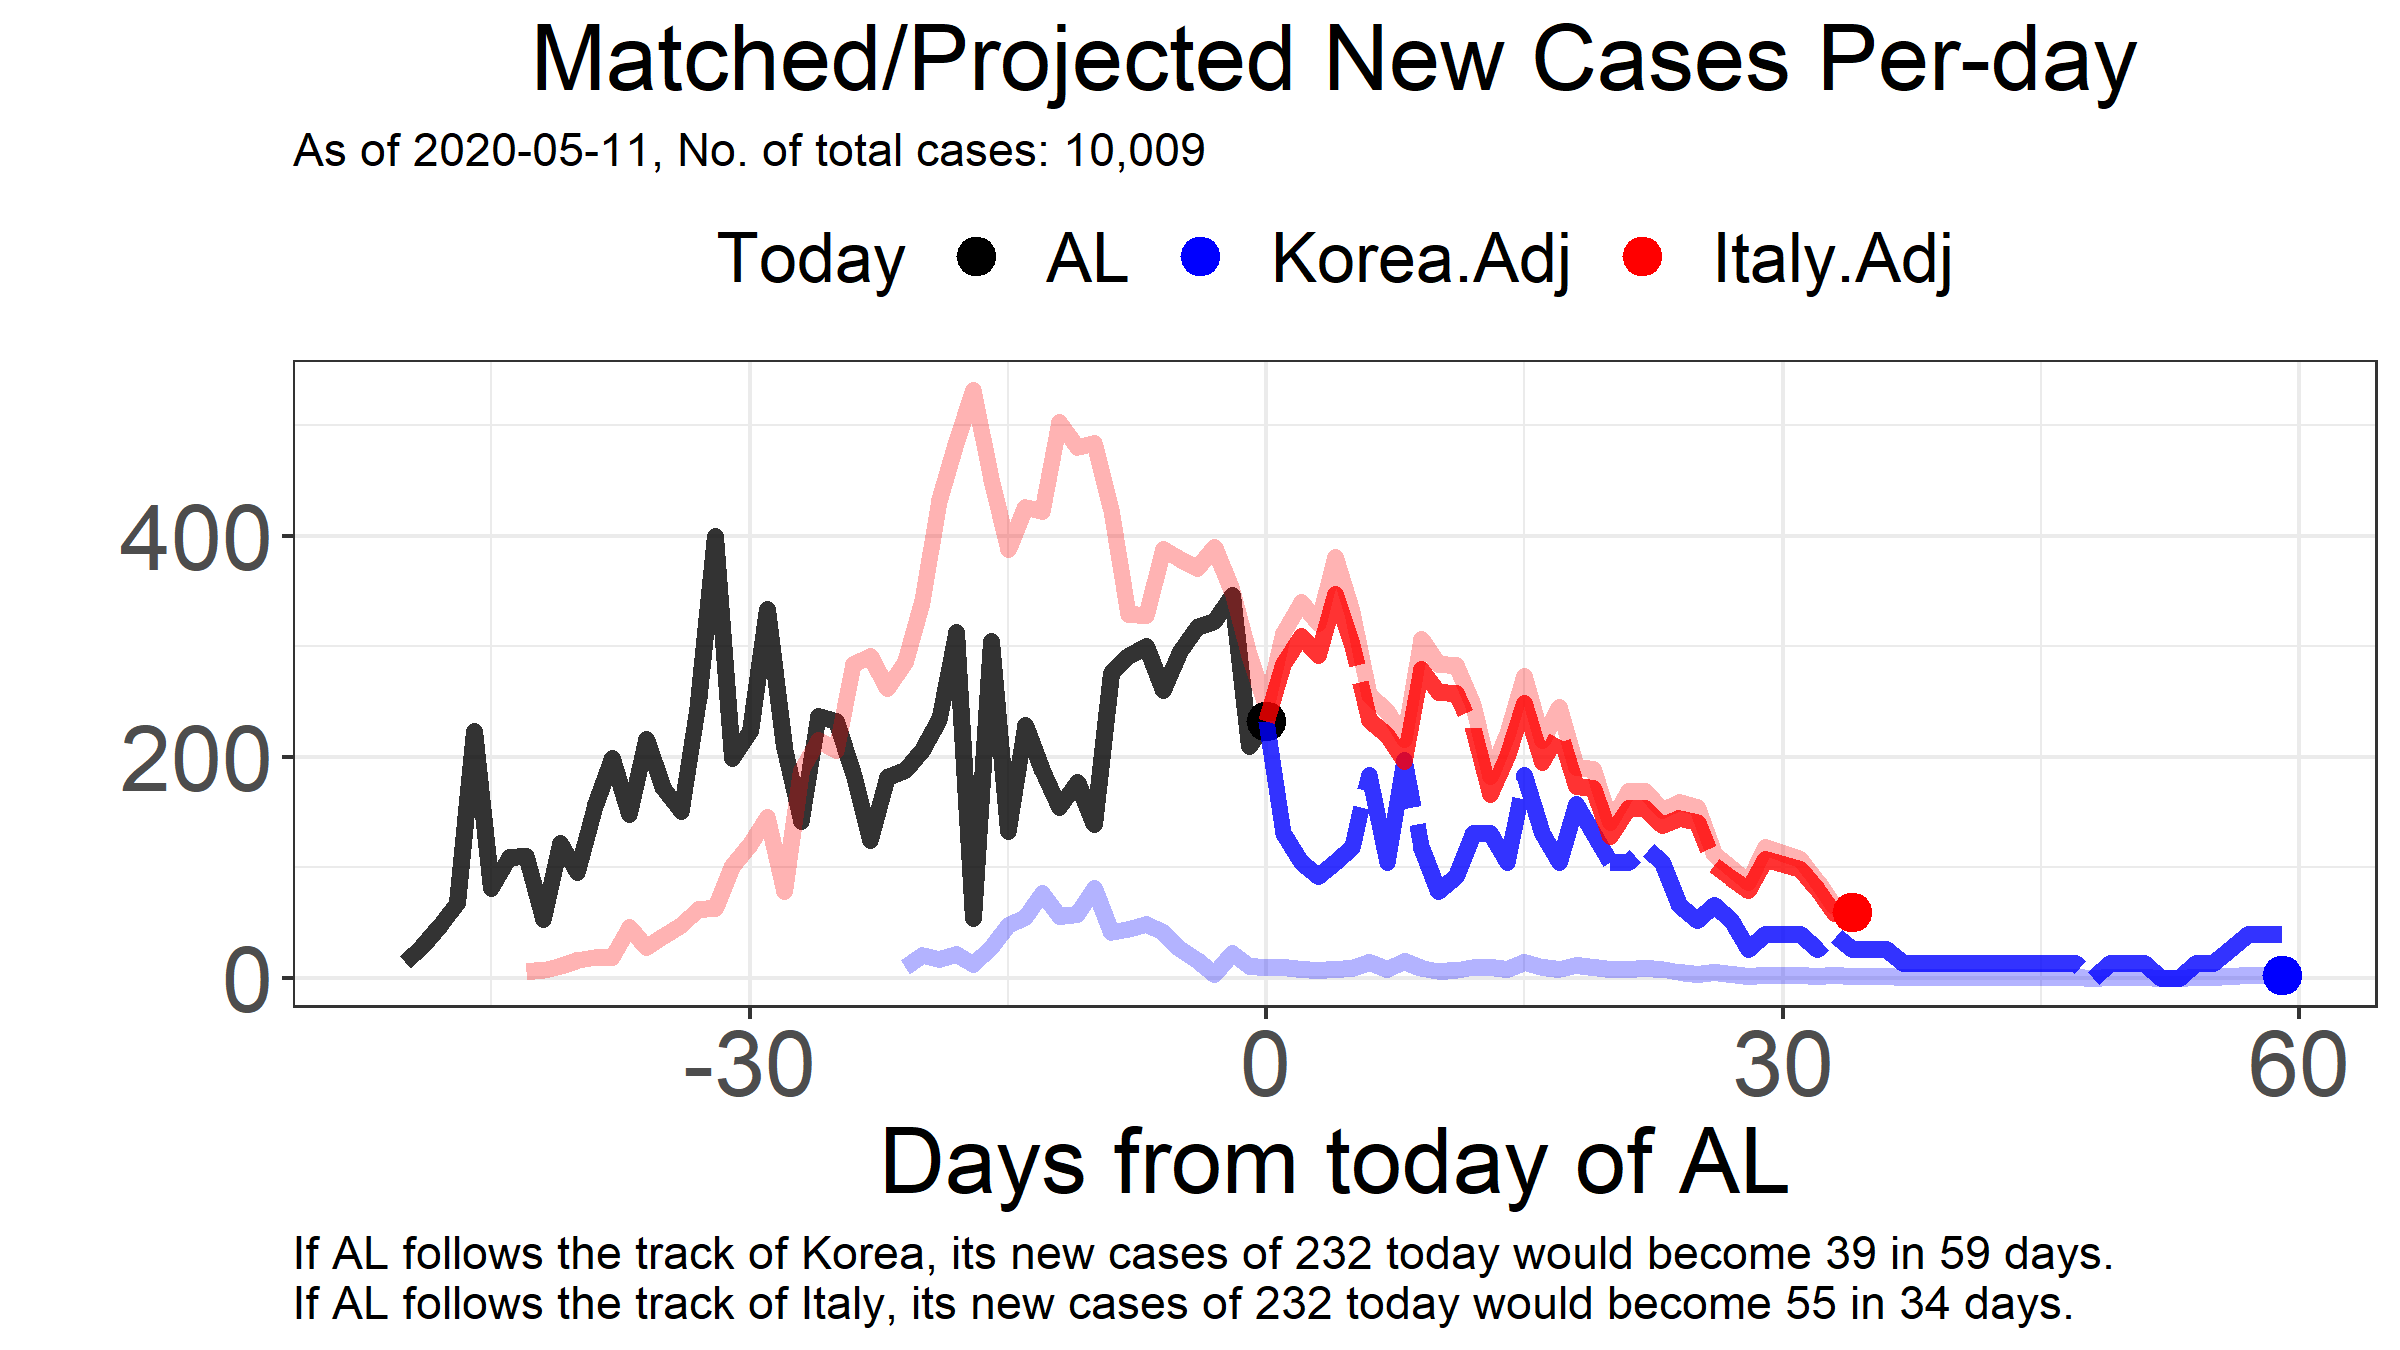 Matched/Projected New Cases Per-day
As of 2020-05-11, No. of total cases: 10,009
Today AL Korea.Adj Italy.Adj
400
200
0
-30 0 30 60
Days from today of AL
If AL follows the track of Korea, its new cases of 232 today would become 39 in 59 days.
If AL follows the track of Italy, its new cases of 232 today would become 55 in 34 days.